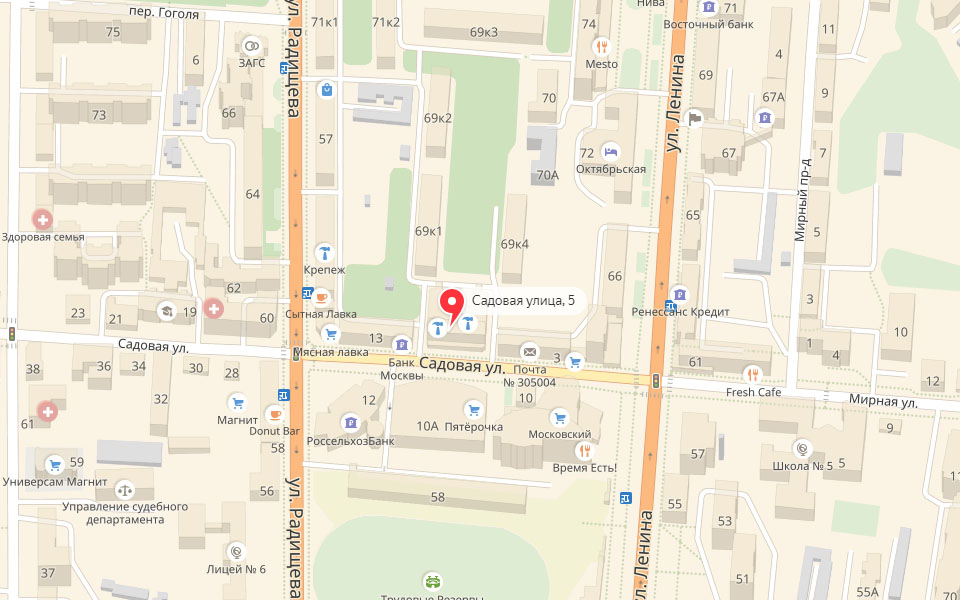 пер. Гоголя
75
6
ЗАГС
ул. Радищева
71к1
71к2
69к3
Нива
71
Восточный банк
Mesto
ул. Ленина
69
4
67А
9
73
66
57
69к2
70
72
Октябрьская
70А
67
7
64
Мирный пр-д
Здоровая семья
69к1
69к4
65
5
Крепеж
62
66
Садовая улица, 5
Ренессанс Кредит
23
21
19
60
Сытная Лавка
3
10
Садовая ул.
Мясная лавка
13
Банк
Москвы
Садовая ул.
Почта
№ 305004
3
61
1
4
38
36
34
30
28
Fresh Cafe
12
Мирная ул.
32
Магнит
Donut Bar
12
10
61
РоссельхозБанк
10А
Пятёрочка
Московский
9
58
Время Есть!
57
Школа № 5
5
59
Универсам Магнит
56
58
Управление судебного
департамента
ул. Радищева
55
53
ул. Ленина
Лицей № 6
37
51
55А
Трудовые Резервы